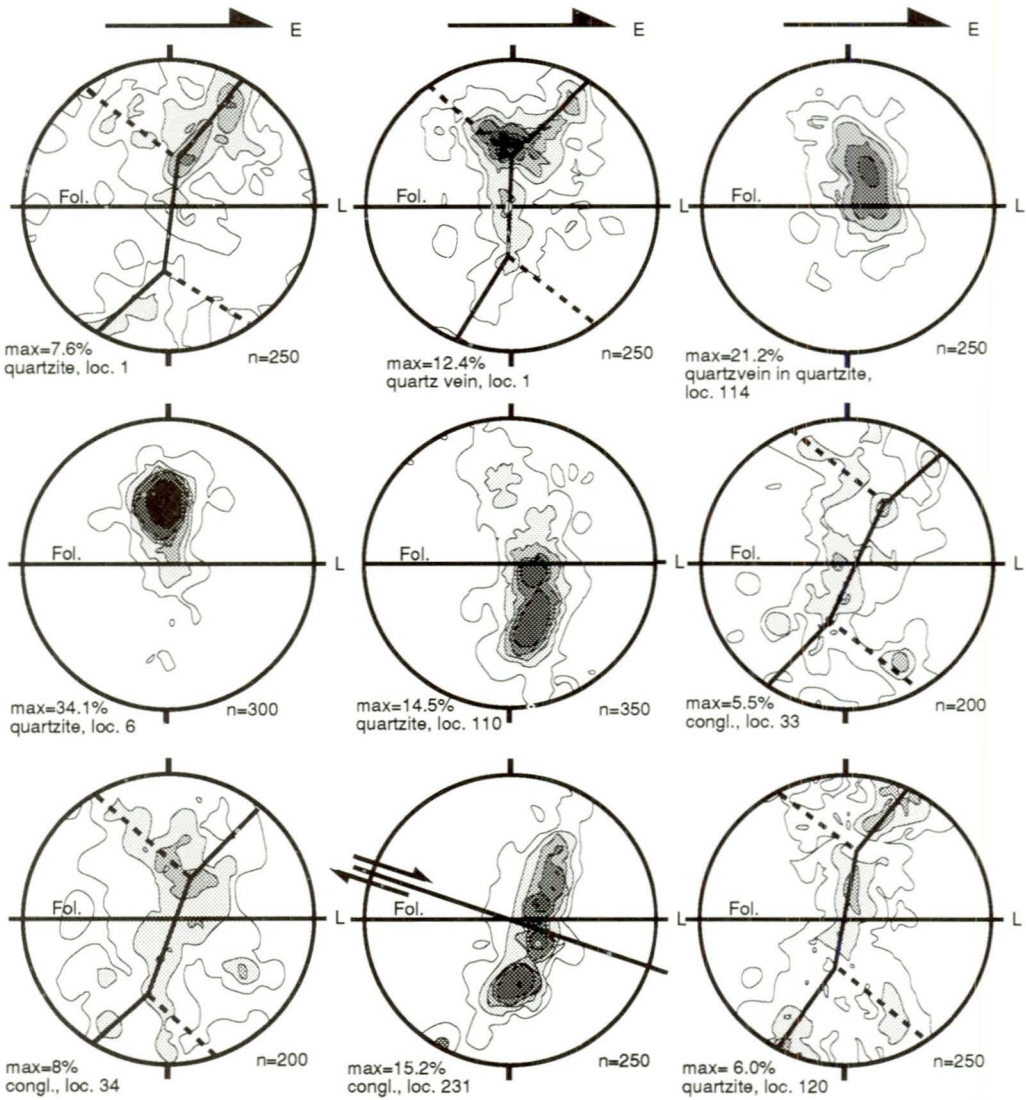 E
E
E
Fol.
L
Fol.
L
Fol.
L
max=7.6%
quartzite, loc. 1
n=250
max=12.4%
quartz vein, loc. 1
n=250
max=21.2%
quartzvein in quartzite,
loc. 114
n=250
Fol.
L
Fol.
L
Fol.
L
max=34.1%
quartzite, loc. 6
n=300
max=14.5%
quartzite, loc. 110
n=350
max=5.5%
congl., loc. 33
n=200
Fol.
L
Fol.
L
Fol.
L
max=8%
congl., loc. 34
n=200
max=15.2%
congl., loc. 231
n=250
max= 6.0%
quartzite, loc. 120
n=250